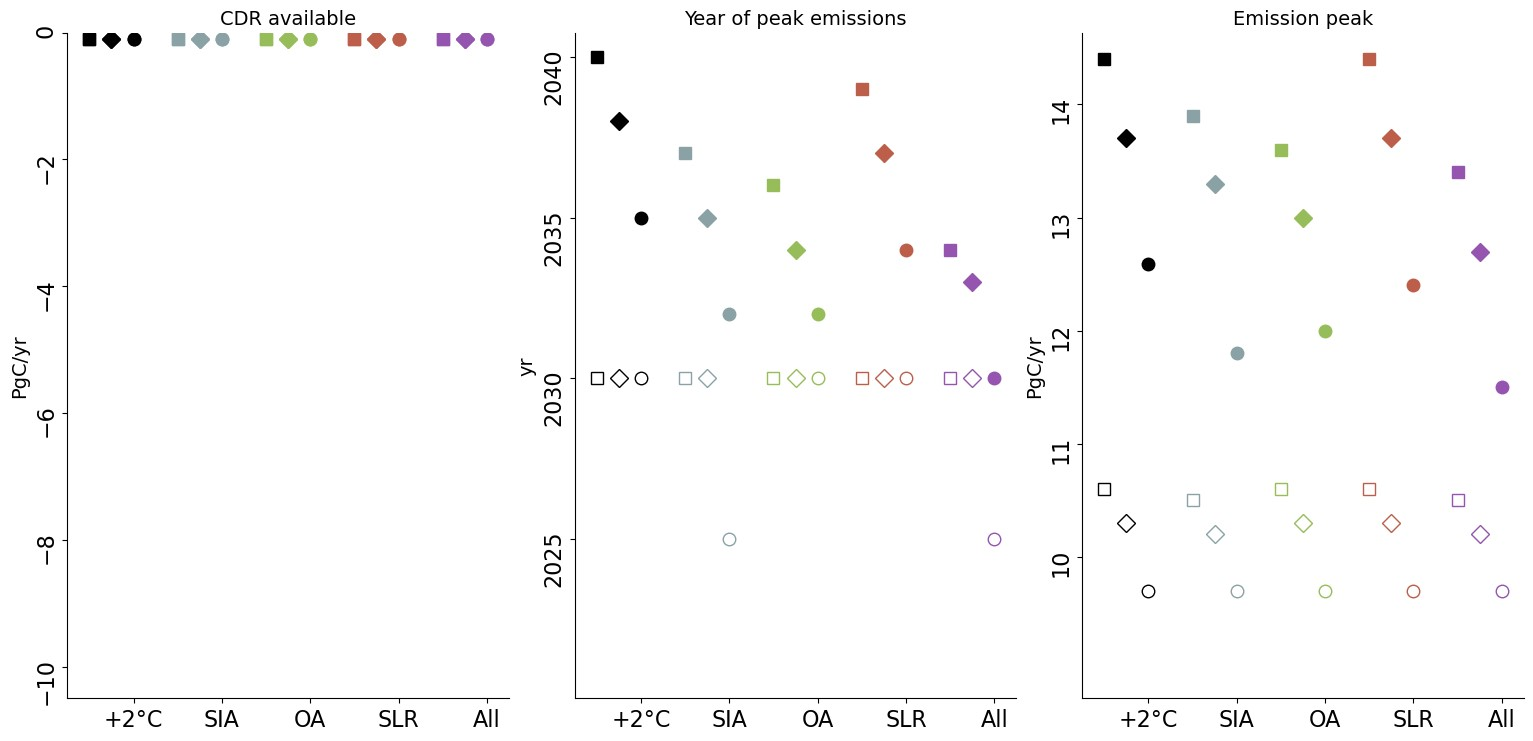 CDR available
PgC/yr
0
−2
−4
−6
−8
−10
+2°C SIA OA SLR All
Year of peak emissions
yr
2040
2035
2030
2025
+2°C SIA OA SLR All
Emission peak
PgC/yr
14
13
12
11
10
+2°C SIA OA SLR All